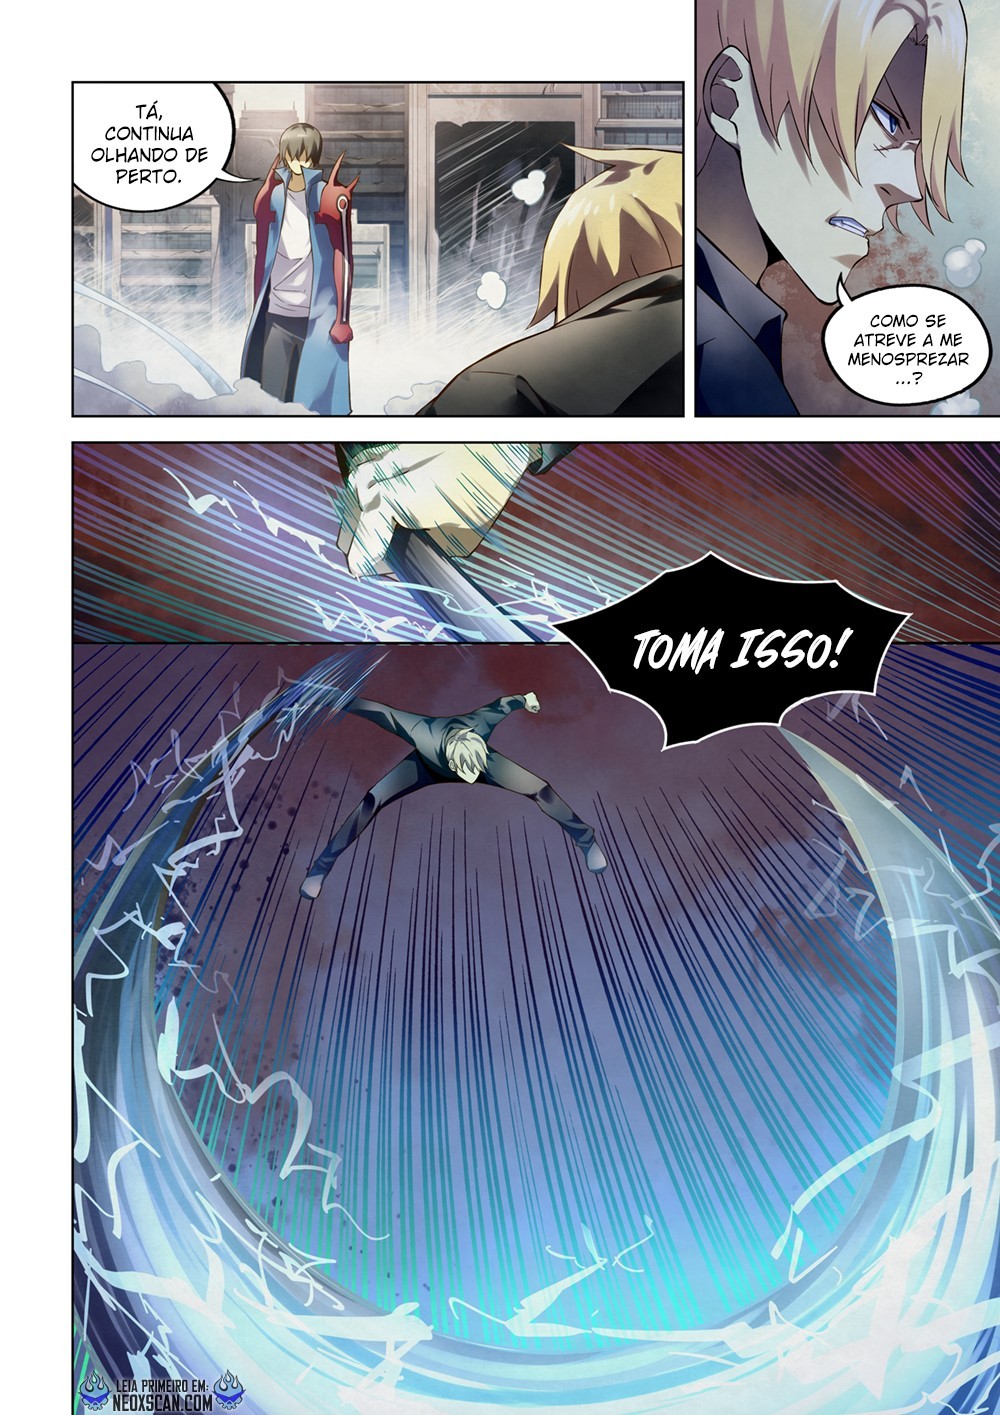 TÁ,
CONTINUA
OLHANDO DE
PERTO.
COMO SE
ATREVE A ME
MENOSPREZAR
...?
TOMA ISSO!
LEIA PRIMEIRO EM:
NEOXSCAN.COM